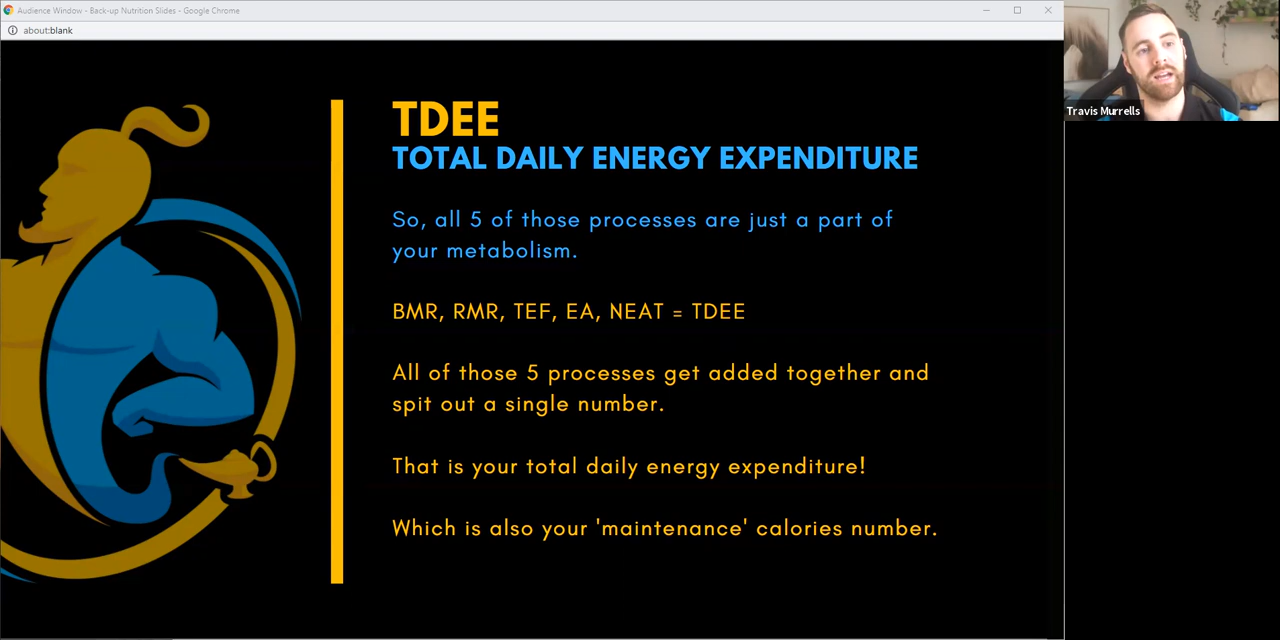 Audience Window - Back-up Nutrition Slides - Google Chrome
about:blank
Travis Murrells
TDEE
TOTAL DAILY ENERGY EXPENDITURE
So, all 5 of those processes are just a part of
your metabolism.
BMR, RMR, TEF, EA, NEAT = TDEE
All of those 5 processes get added together and
spit out a single number.
That is your total daily energy expenditure!
Which is also your 'maintenance' calories number.